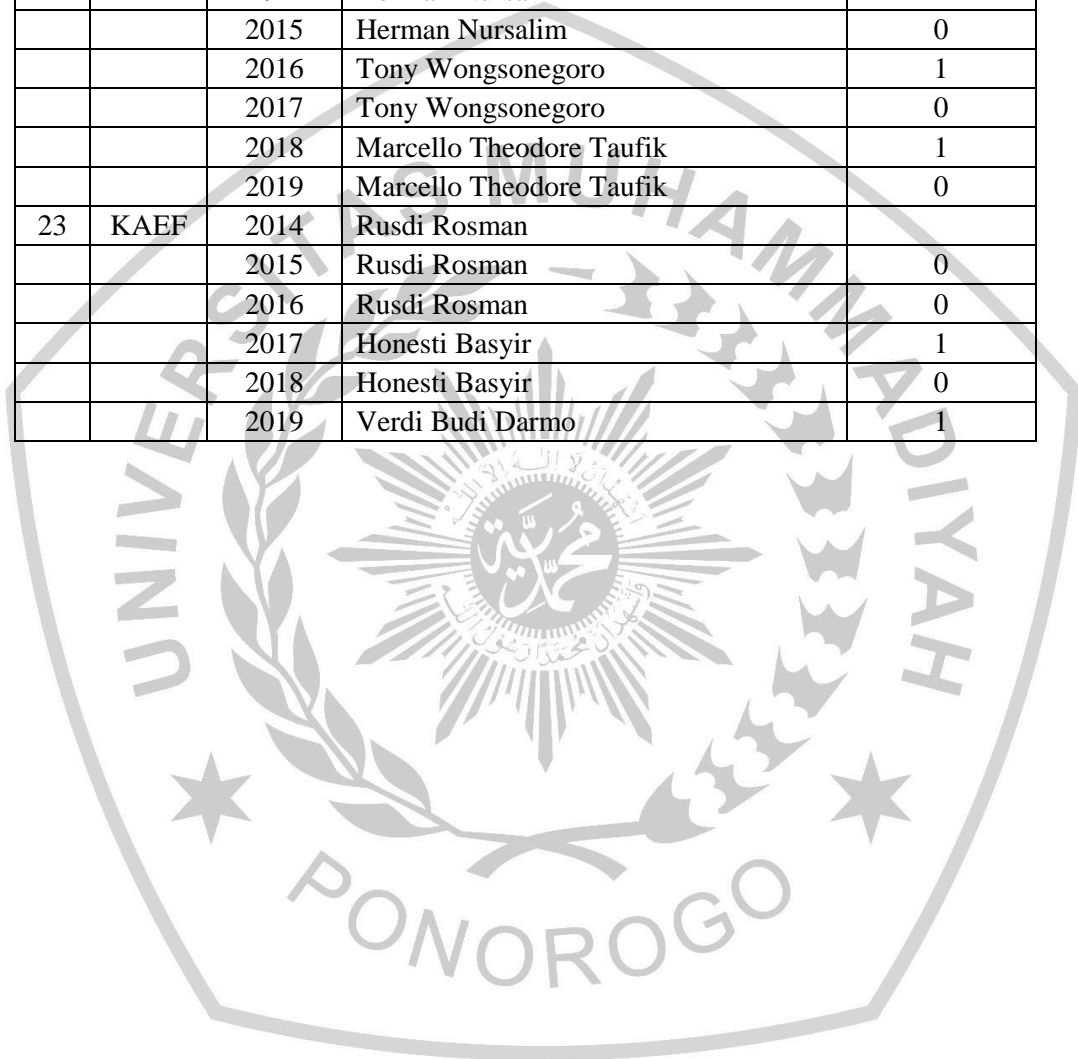 2015 Herman Nursalim 0
2016 Tony Wongsonegoro 1
2017 Tony Wongsonegoro 0
2018 Marcello Theodore Taufik 1
2019 Marcello Theodore Taufik 0
23 KAEF 2014 Rusdi Rosman
2015 Rusdi Rosman 0
2016 Rusdi Rosman 0
2017 Honesti Basyir 1
2018 Honesti Basyir 0
2019 Verdi Budi Darmo 1
UNIVERSITAS MUHAMMADIYAH
PONOROGO